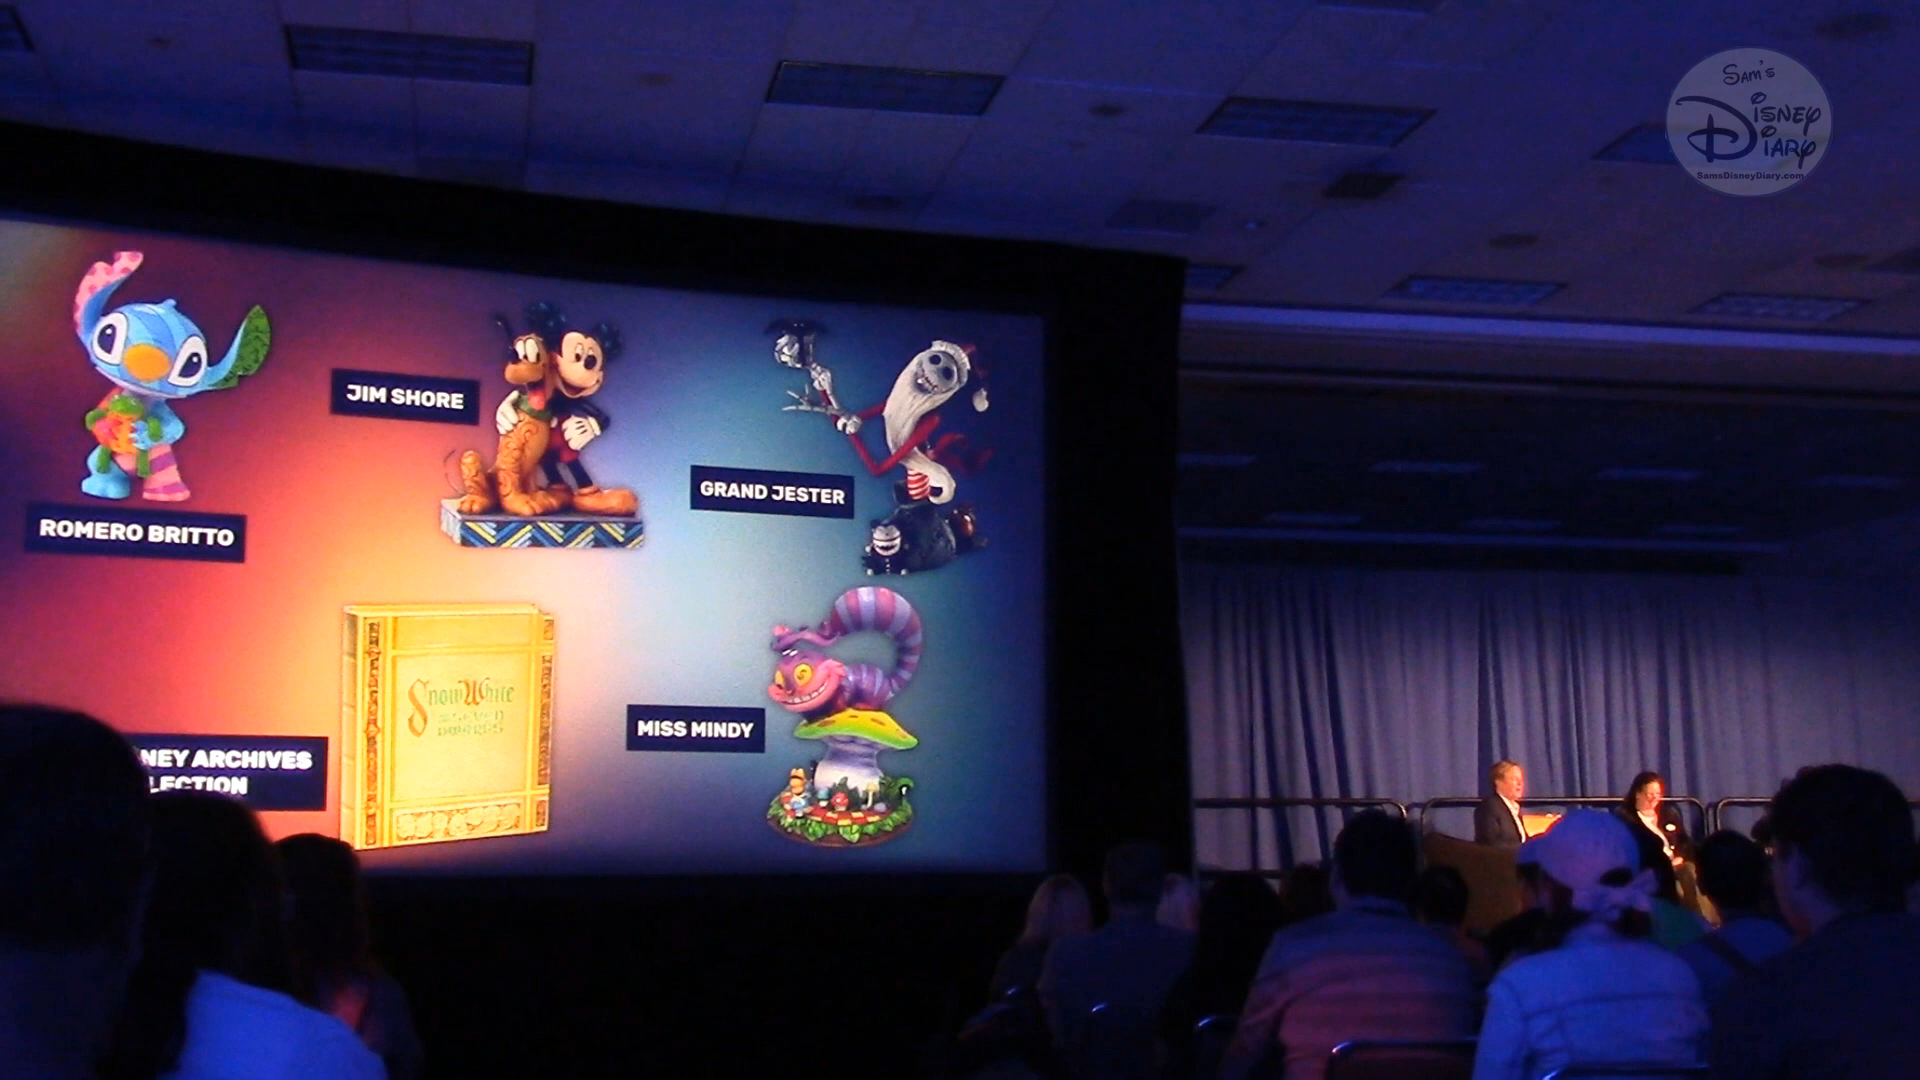 Sam's
Disney
Diary
SamsDisneyDiary.com
JIM SHORE
GRAND JESTER
ROMERO BRITTO
Snow White
MISS MINDY
NEY ARCHIVES
LECTION